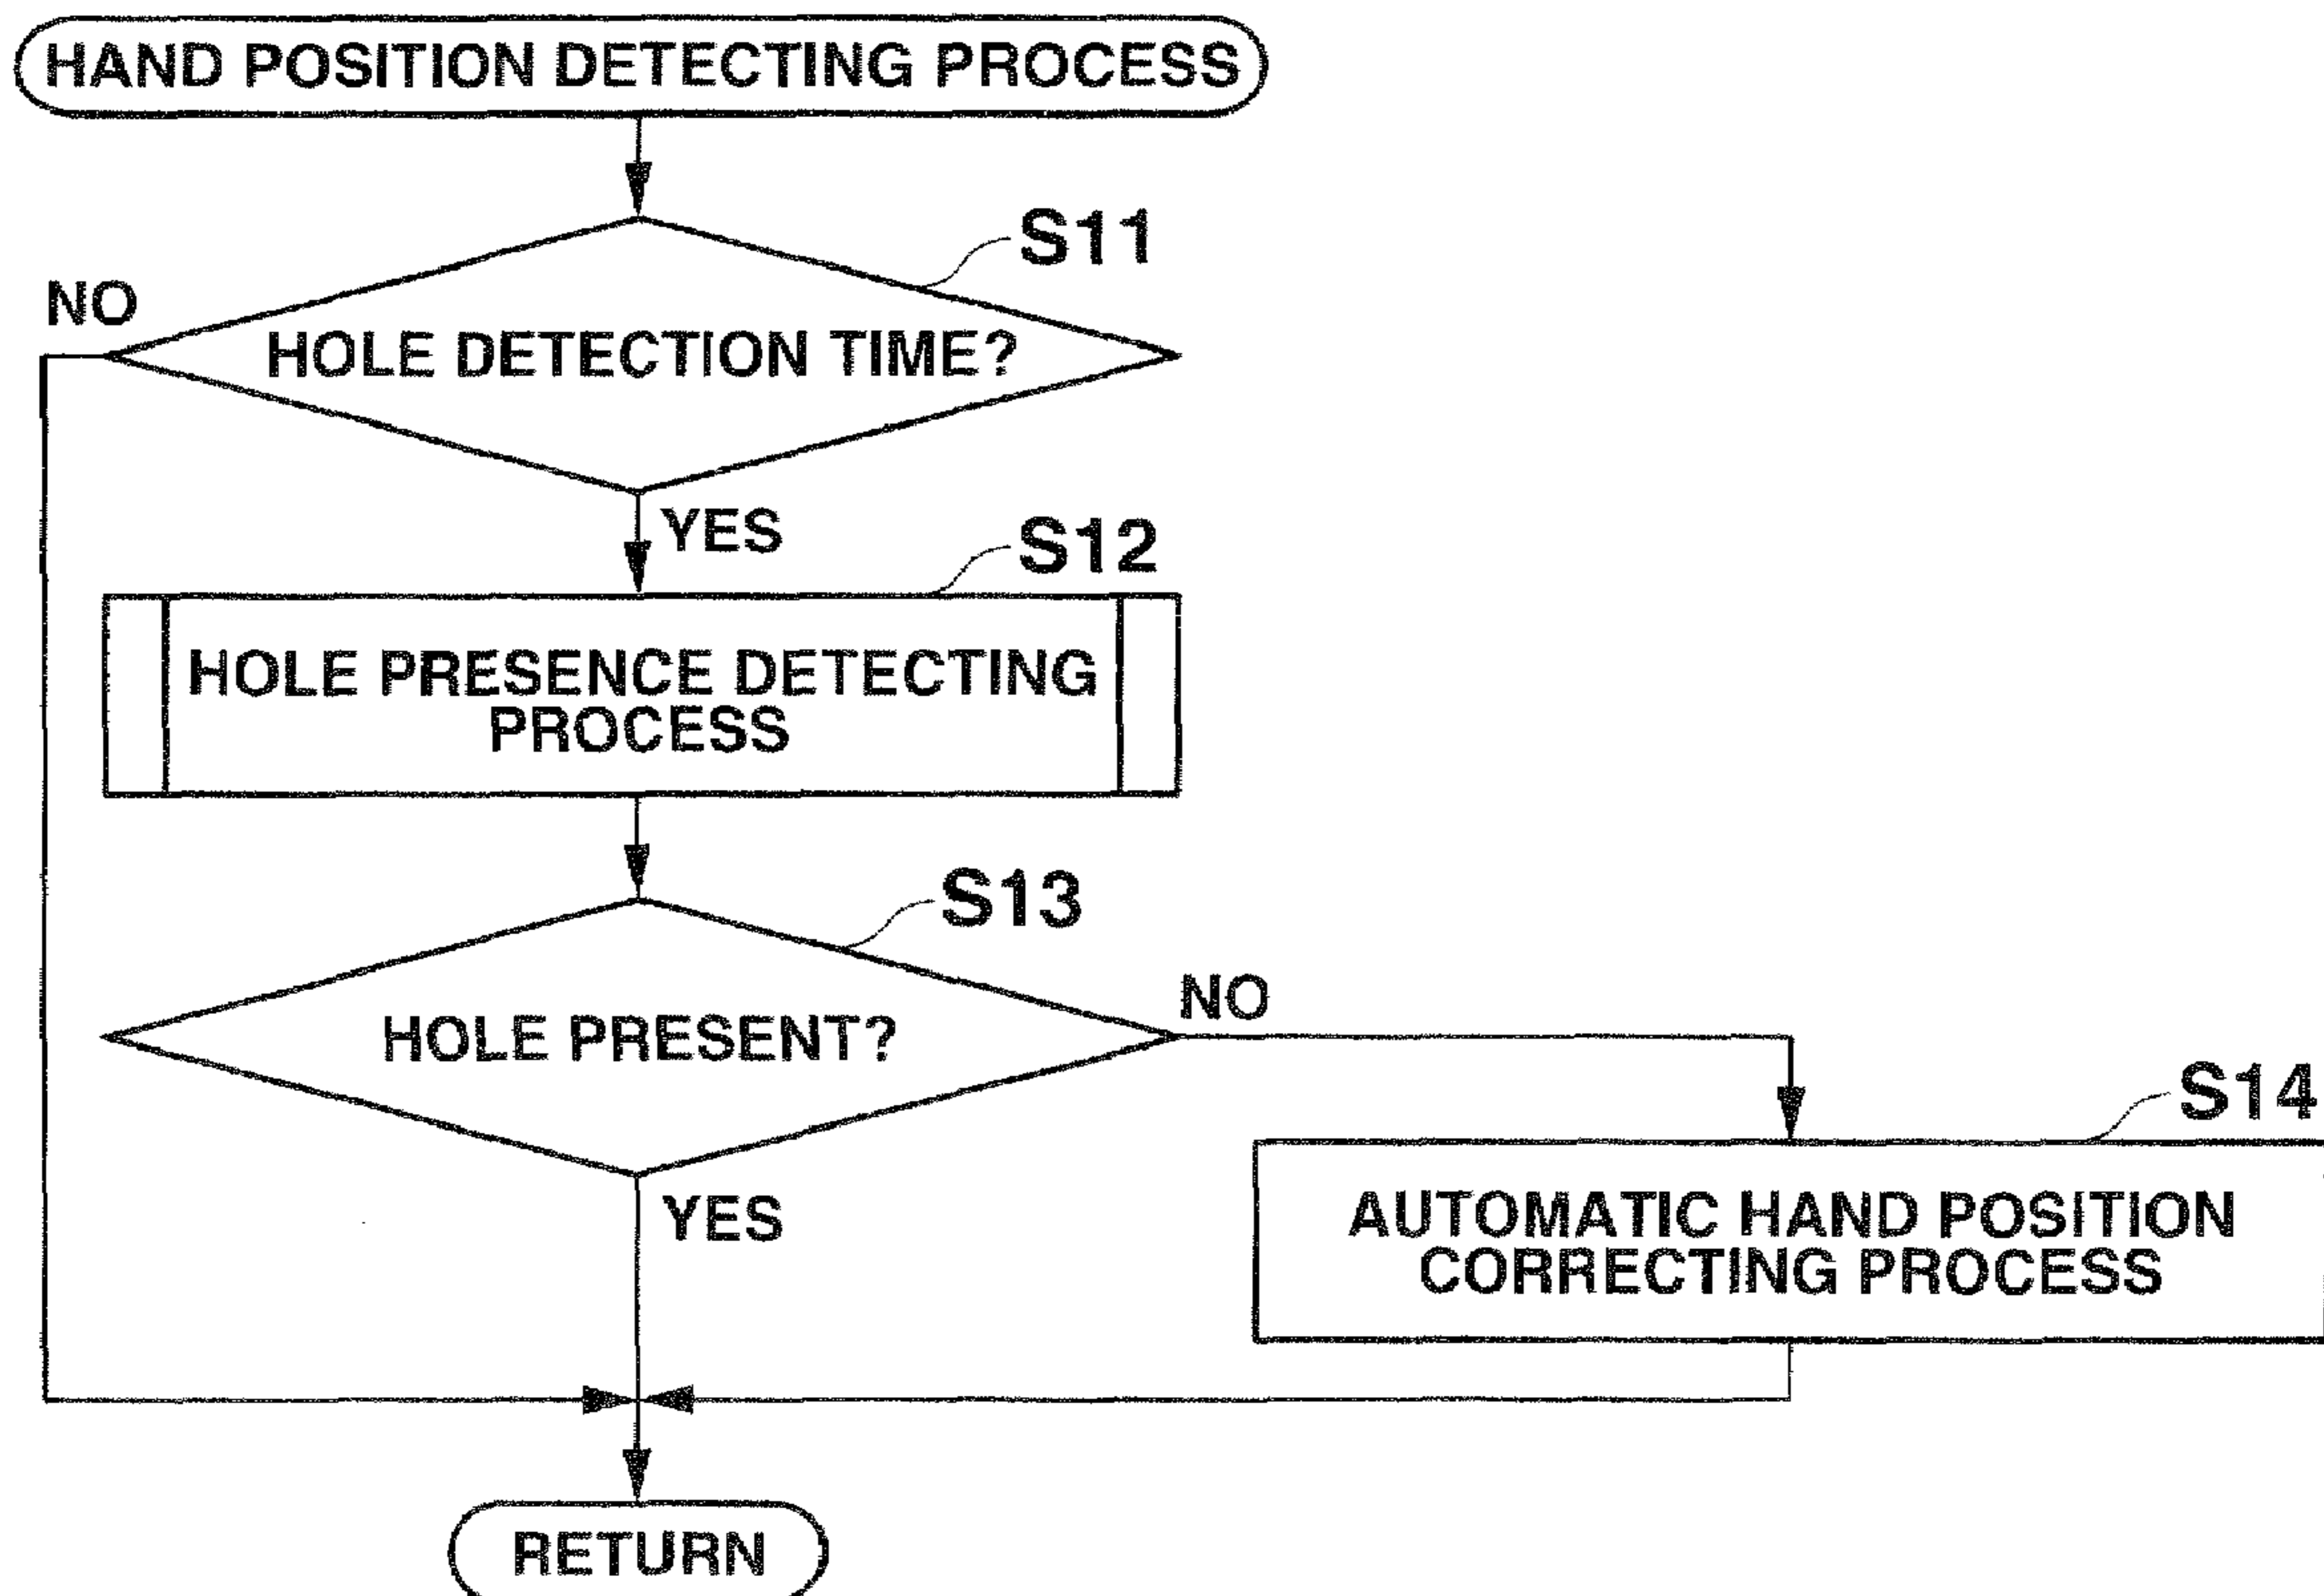 HAND POSITION DETECTING PROCESS
S11
NO
HOLE DETECTION TIME?
YES
S12
HOLE PRESENCE DETECTING
PROCESS
S13
NO
HOLE PRESENT?
S14
YES
AUTOMATIC HAND POSITION
CORRECTING PROCESS
RETURN